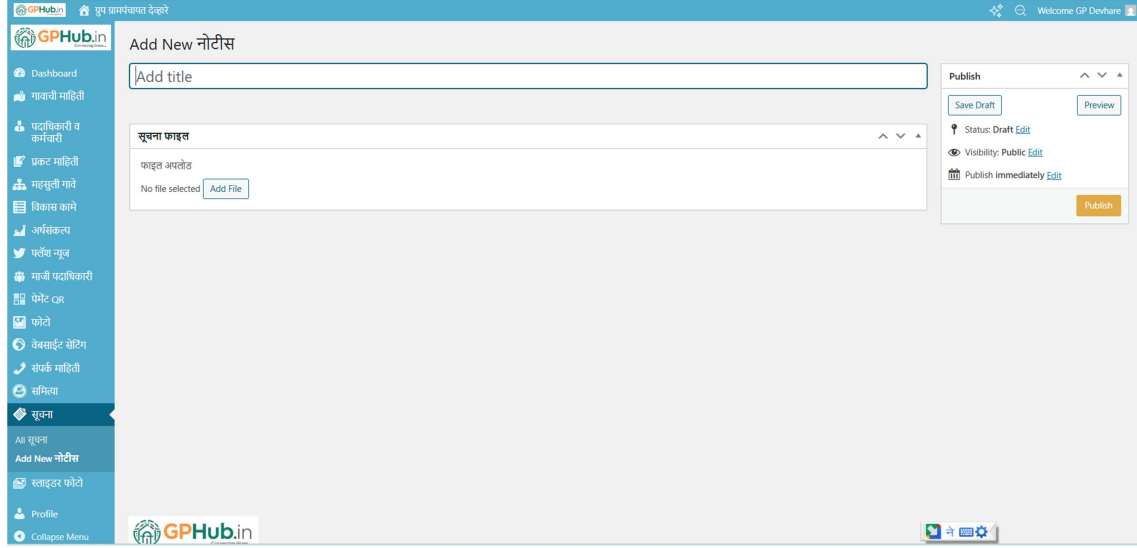 GPHub.in
ग्रुप ग्रामपंचायत देव्हारे
Welcome GP Devhare
GPHub.in
Connecting Gram...
Dashboard
गावाची माहिती
पदाधिकारी व
कर्मचारी
प्रकट माहिती
महसुली गावे
विकास कामे
अर्थसंकल्प
फ्लॅश न्यूज
माजी पदाधिकारी
पेमेंट QR
फोटो
वेबसाईट सेटिंग
संपर्क माहिती
समित्या
सूचना
All सूचना
Add New नोटीस
स्लाइडर फोटो
Profile
Collapse Menu
Add New नोटीस
Add title
सूचना फाइल
फाइल अपलोड
No file selected Add File
Publish
Save Draft Preview
Status: Draft Edit
Visibility: Public Edit
Publish immediately Edit
Publish
GPHub.in
ने